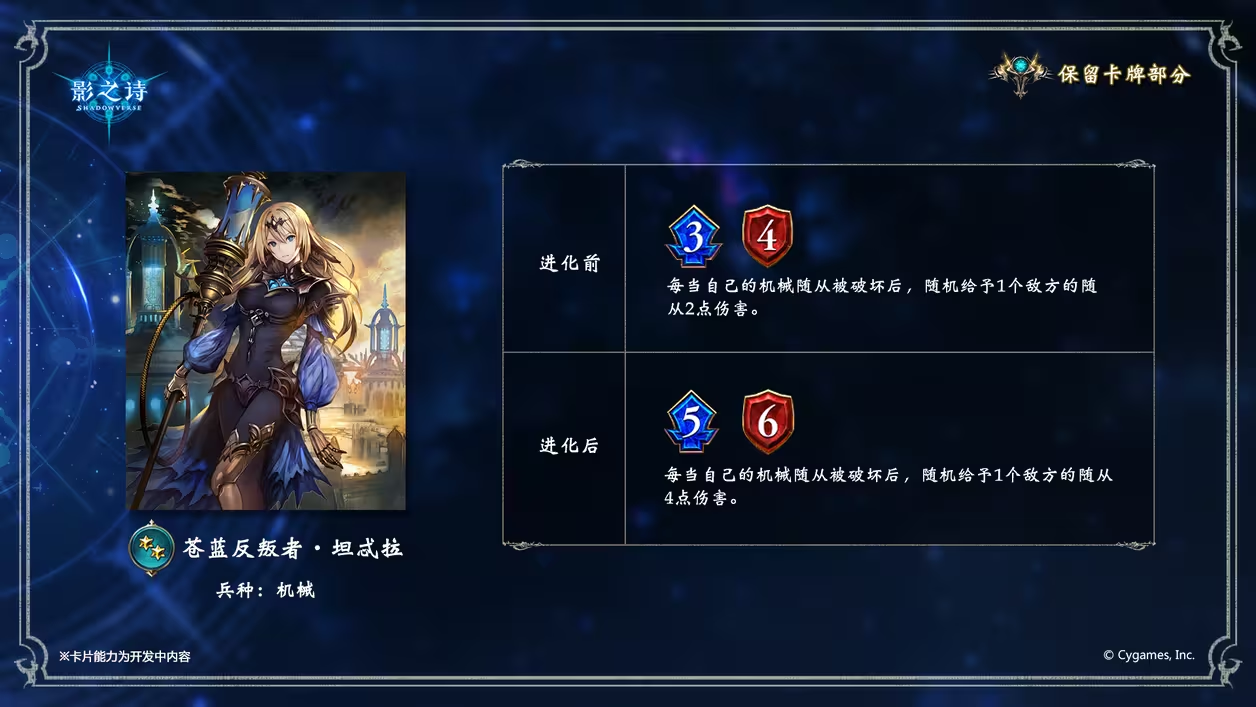 影之诗
SHADOWVERSE
保留卡牌部分
进化前
3 4
每当自己的机械随从被破坏后，随机给予1个敌方的随
从2点伤害。
进化后
5 6
每当自己的机械随从被破坏后，随机给予1个敌方的随从
4点伤害。
苍蓝反叛者·坦忒拉
兵种：机械
※卡片能力为开发中内容
© Cygames, Inc.